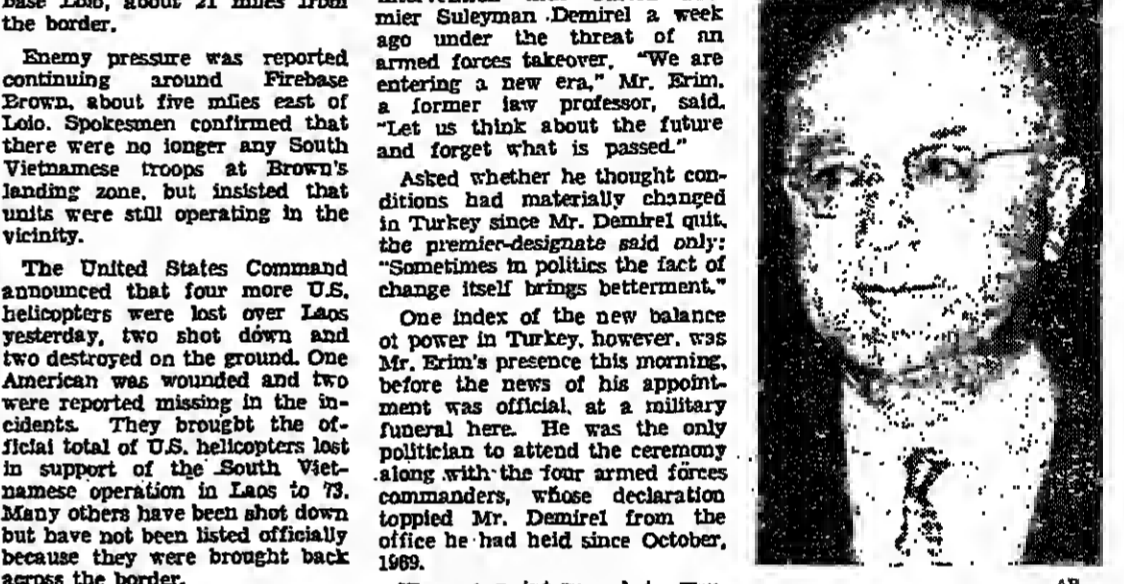 base Lolo, about 21 miles from
the border.
Enemy pressure was reported
continuing around Firebase
Brown, about five miles east of
Lolo. Spokesmen confirmed that
there were no longer any South
Vietnamese troops at Brown's
landing zone, but insisted that
units were still operating in the
vicinity.
The United States Command
announced that four more U.S.
helicopters were lost over Laos
yesterday, two shot down and
two destroyed on the ground. One
American was wounded and two
were reported missing in the in-
cidents. They brought the of-
ficial total of U.S. helicopters lost
in support of the South Viet-
namese operation in Laos to 73.
Many others have been shot down
but have not been listed officially
because they were brought back
across the border.
mier Suleyman Demirel a week
ago under the threat of an
armed forces takeover. "We are
entering a new era," Mr. Erim,
a former law professor, said.
"Let us think about the future
and forget what is passed."
Asked whether he thought con-
ditions had materially changed
in Turkey since Mr. Demirel quit,
the premier-designate said only:
"Sometimes in politics the fact of
change itself brings betterment."
One index of the new balance
of power in Turkey, however, was
Mr. Erim's presence this morning,
before the news of his appoint-
ment was official, at a military
funeral here. He was the only
politician to attend the ceremony
along with the four armed forces
commanders, whose declaration
toppled Mr. Demirel from the
office he had held since October,
1969.
AP